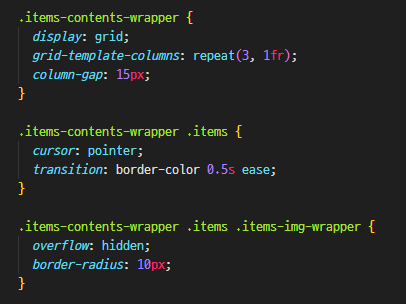 .items-contents-wrapper {
  display: grid;
  grid-template-columns: repeat(3, 1fr);
  column-gap: 15px;
}

.items-contents-wrapper .items {
  cursor: pointer;
  transition: border-color 0.5s ease;
}

.items-contents-wrapper .items .items-img-wrapper {
  overflow: hidden;
  border-radius: 10px;
}